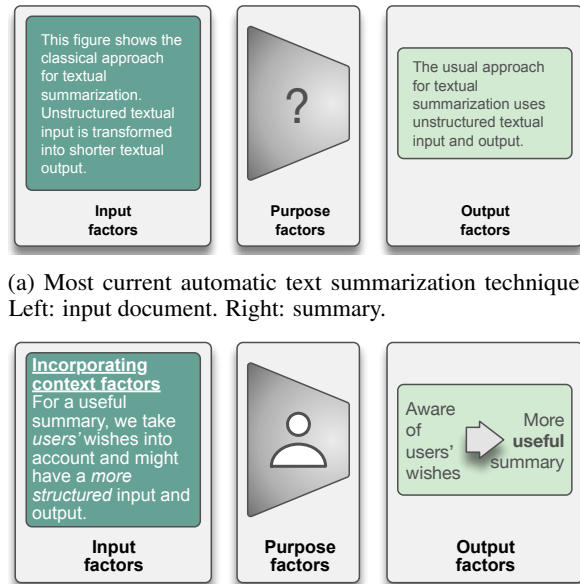 This figure shows the
classical approach
for textual
summarization.
Unstructured textual
input is transformed
into shorter textual
output.
?
The usual approach
for textual
summarization uses
unstructured textual
input and output.
Input
factors
Purpose
factors
Output
factors
(a) Most current automatic text summarization technique
Left: input document. Right: summary.
Incorporating
context factors
For a useful
summary, we take
users' wishes into
account and might
have a more
structured input and
output.
Aware
of
users'
wishes
More
useful
summary
Input
factors
Purpose
factors
Output
factors